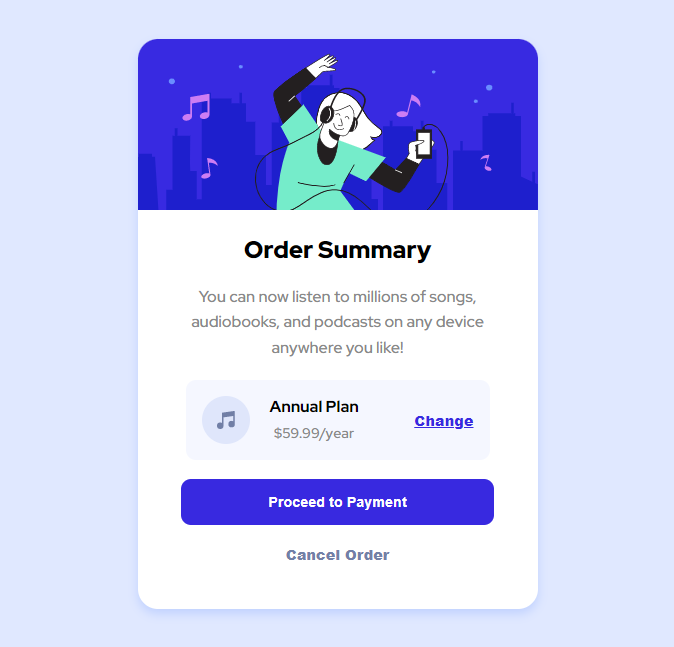 Order Summary
You can now listen to millions of songs,
audiobooks, and podcasts on any device
anywhere you like!
Annual Plan
$59.99/year
Change
Proceed to Payment
Cancel Order